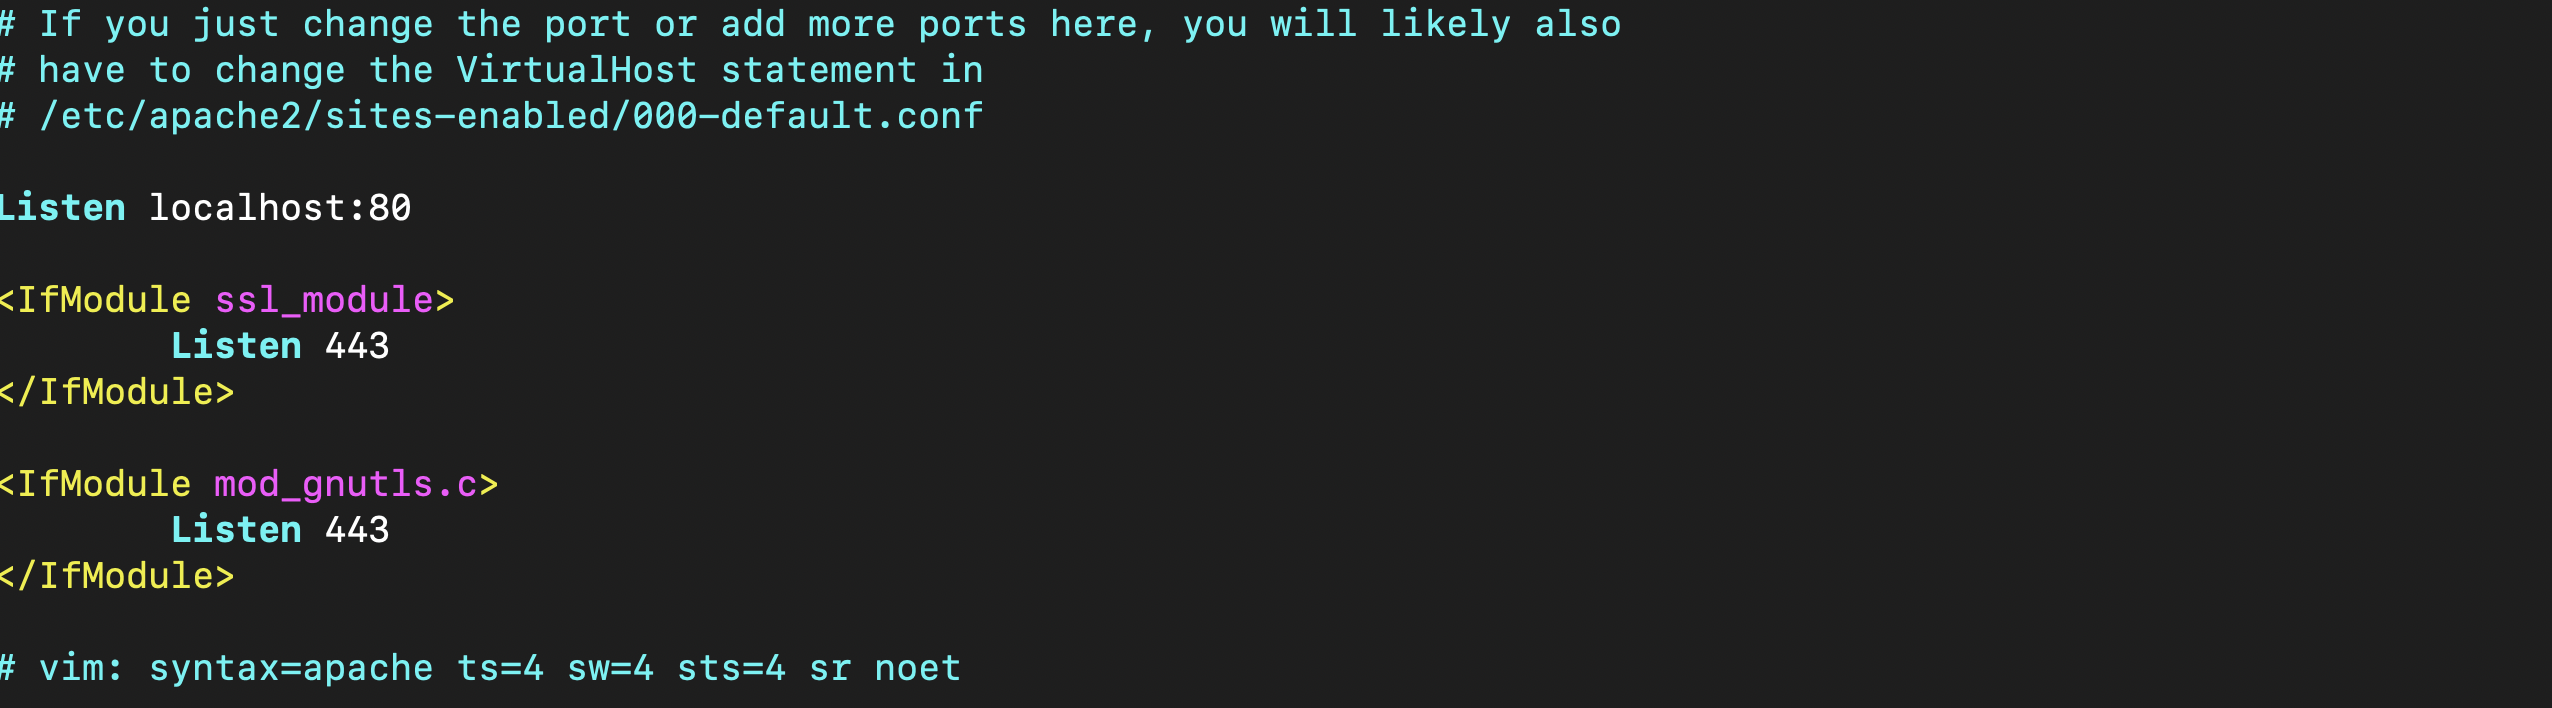 # If you just change the port or add more ports here, you will likely also
# have to change the VirtualHost statement in
# /etc/apache2/sites-enabled/000-default.conf
Listen localhost:80
<IfModule ssl_module>
Listen 443
</IfModule>
<IfModule mod_gnutls.c>
Listen 443
</IfModule>
# vim: syntax=apache ts=4 sw=4 sts=4 sr noet